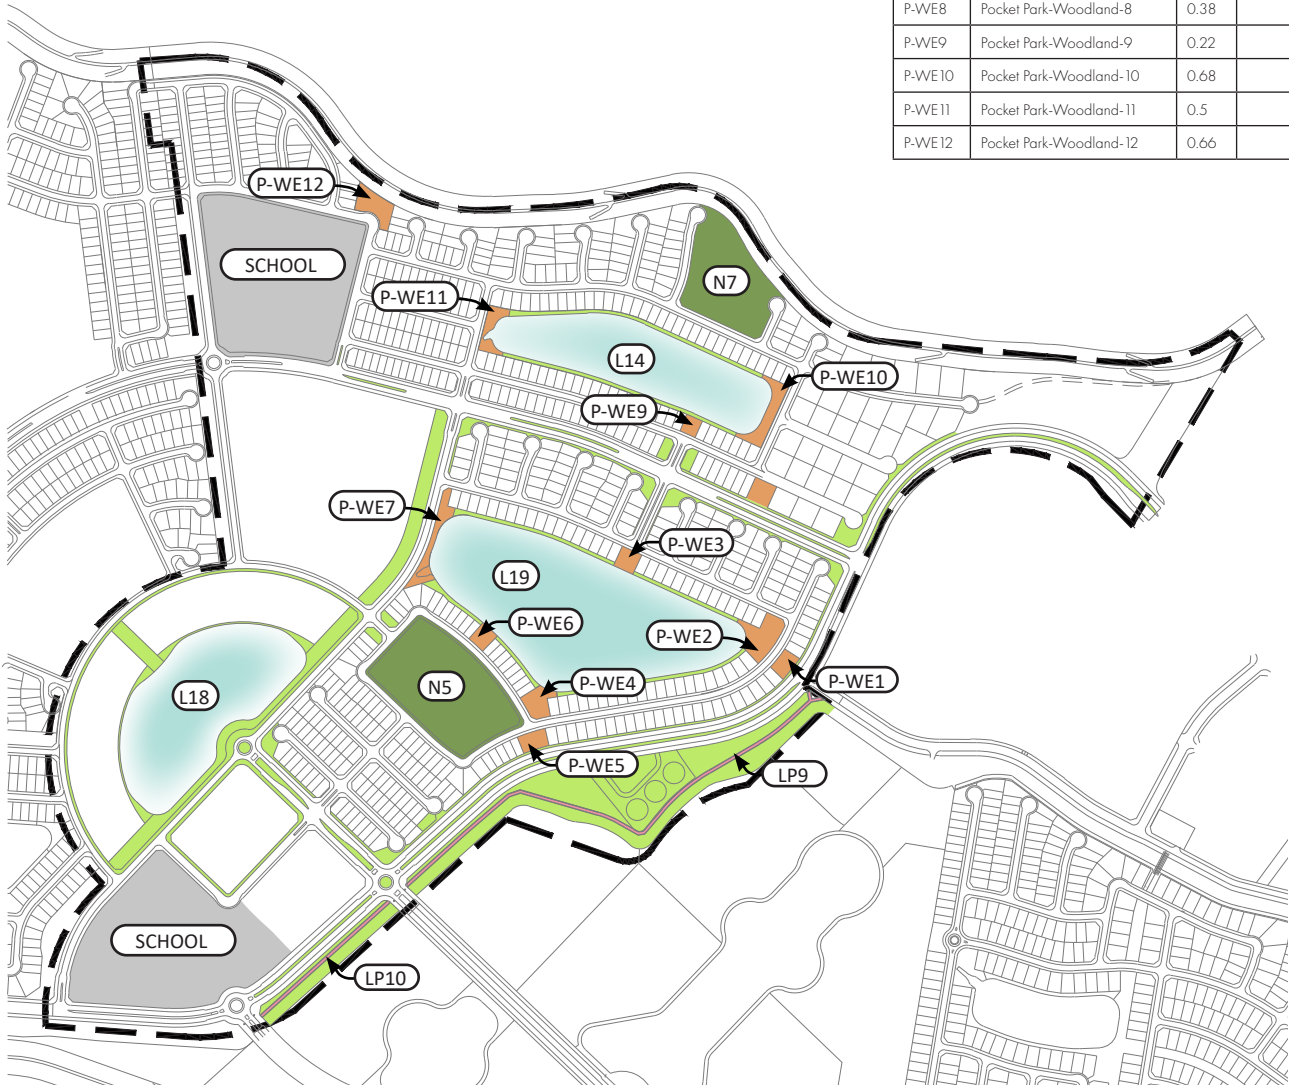 P-WE8 Pocket Park-Woodland-8 0.38
P-WE9 Pocket Park-Woodland-9 0.22
P-WE10 Pocket Park-Woodland-10 0.68
P-WE11 Pocket Park-Woodland-11 0.5
P-WE12 Pocket Park-Woodland-12 0.66
P-WE12
SCHOOL
N7
P-WE11
L14
P-WE10
P-WE9
P-WE7
P-WE3
L19
P-WE6
P-WE2
P-WE4
P-WE1
N5
L18
P-WE5
LP9
SCHOOL
LP10